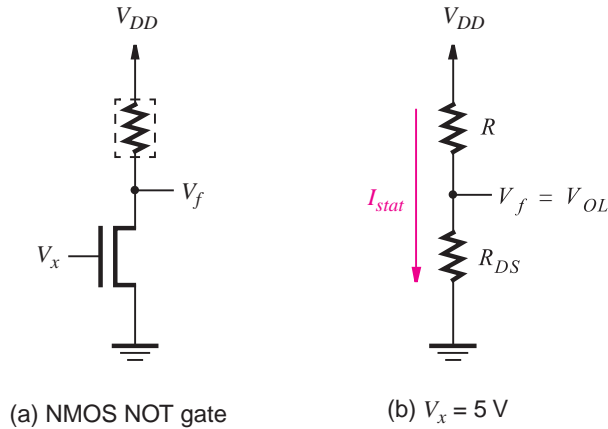 V_DD
V_f
V_x
(a) NMOS NOT gate
V_DD
R
I_stat
V_f = V_OL
R_DS
(b) V_x = 5 V